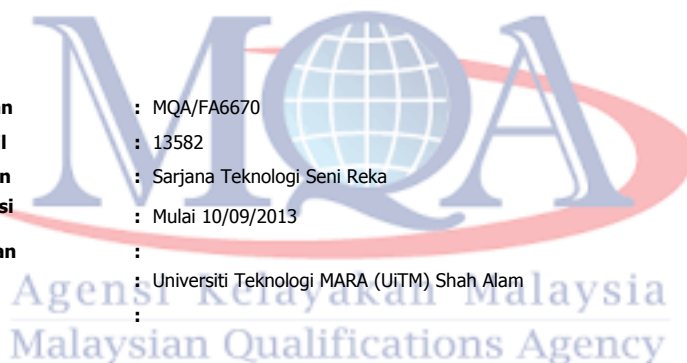 MQA
an : MQA/FA6670
l : 13582
n : Sarjana Teknologi Seni Reka
si : Mulai 10/09/2013
an :
: Universiti Teknologi MARA (UiTM) Shah Alam
:
Agensi Kelayakan Malaysia
Malaysian Qualifications Agency